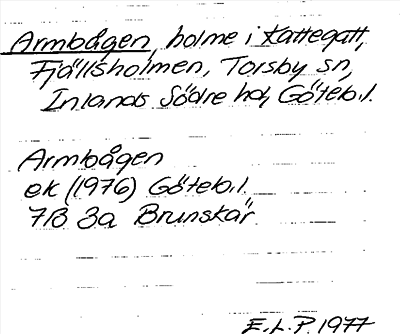 Armbågen, holme i Kattegatt,
Fjällsholmen, Torsby sn,
Inlands Södre hd, Göteb.l.
Armbågen
ek (1976) Göteb.l.
7B 3a Brunskär
E.L.P. 1977